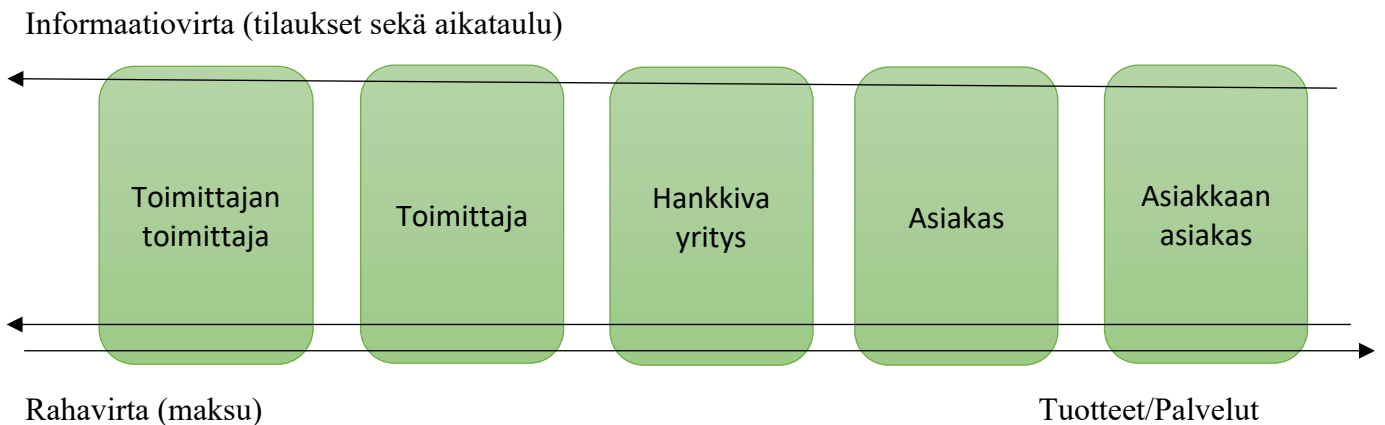 Informaatiovirta (tilaukset sekä aikataulu)
Toimittajan
toimittaja
Toimittaja
Hankkiva
yritys
Asiakas
Asiakkaan
asiakas
Rahavirta (maksu)
Tuotteet/Palvelut